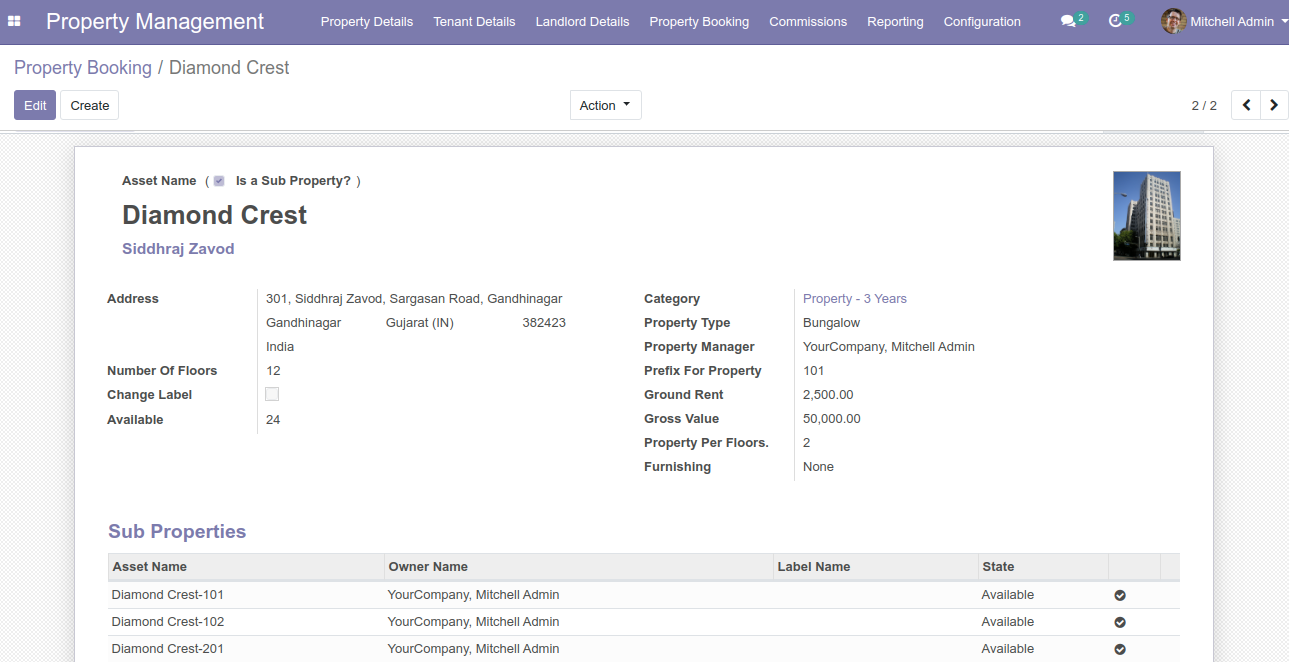 Property Management Property Details Tenant Details Landlord Details Property Booking Commissions Reporting Configuration 2 5 Mitchell Admin
Property Booking / Diamond Crest
Edit Create Action 2 / 2
Asset Name ( Is a Sub Property? )
Diamond Crest
Siddhraj Zavod
Address 301, Siddhraj Zavod, Sargasan Road, Gandhinagar
Gandhinagar Gujarat (IN) 382423
India
Number Of Floors 12
Change Label
Available 24
Category Property - 3 Years
Property Type Bungalow
Property Manager YourCompany, Mitchell Admin
Prefix For Property 101
Ground Rent 2,500.00
Gross Value 50,000.00
Property Per Floors. 2
Furnishing None
Sub Properties
Asset Name Owner Name Label Name State
Diamond Crest-101 YourCompany, Mitchell Admin Available
Diamond Crest-102 YourCompany, Mitchell Admin Available
Diamond Crest-201 YourCompany, Mitchell Admin Available